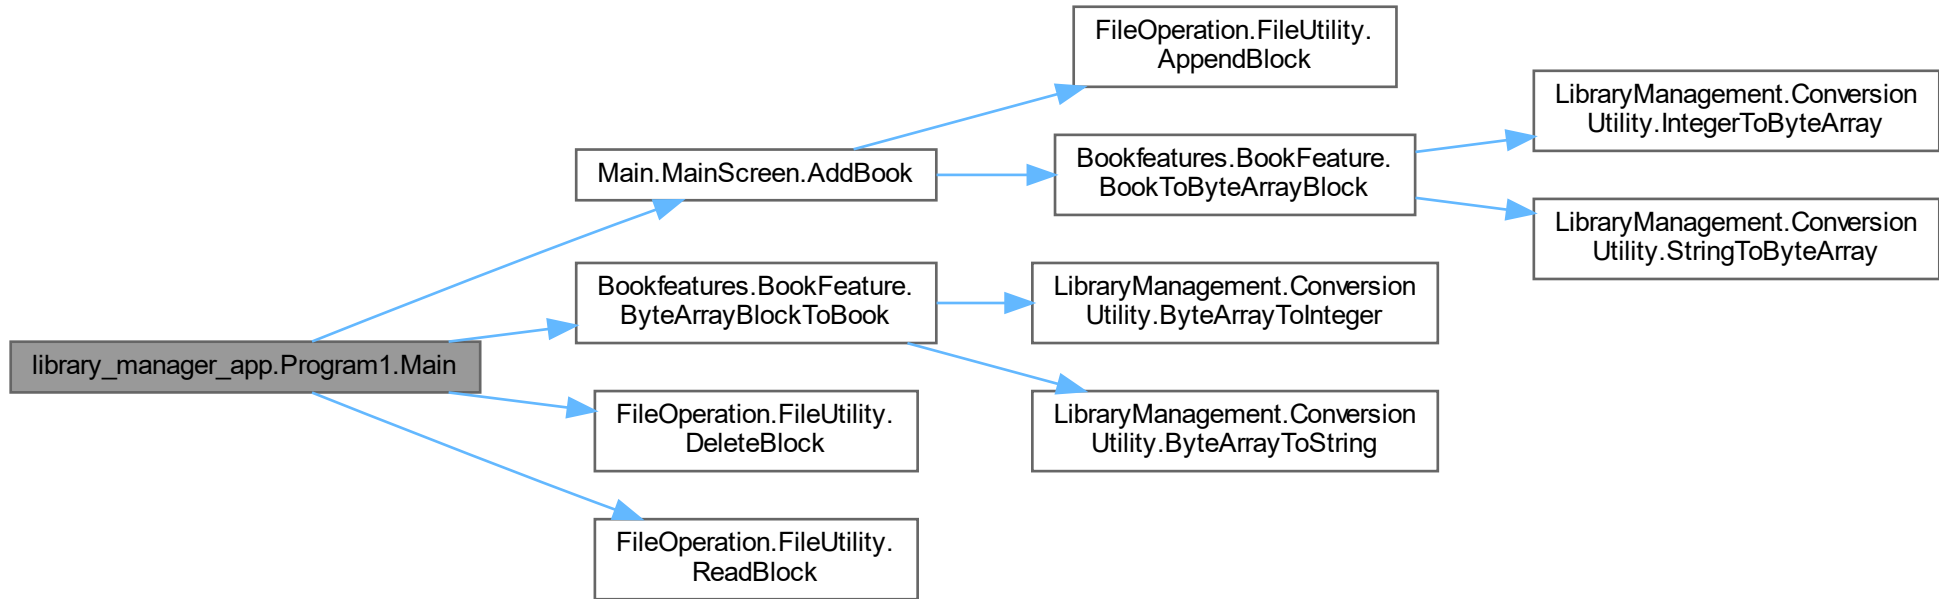 library_manager_app.Program1.Main
Main.MainScreen.AddBook
FileOperation.FileUtility.
AppendBlock
Bookfeatures.BookFeature.
BookToByteArrayBlock
LibraryManagement.Conversion
Utility.IntegerToByteArray
LibraryManagement.Conversion
Utility.StringToByteArray
Bookfeatures.BookFeature.
ByteArrayBlockToBook
LibraryManagement.Conversion
Utility.ByteArrayToInteger
LibraryManagement.Conversion
Utility.ByteArrayToString
FileOperation.FileUtility.
DeleteBlock
FileOperation.FileUtility.
ReadBlock